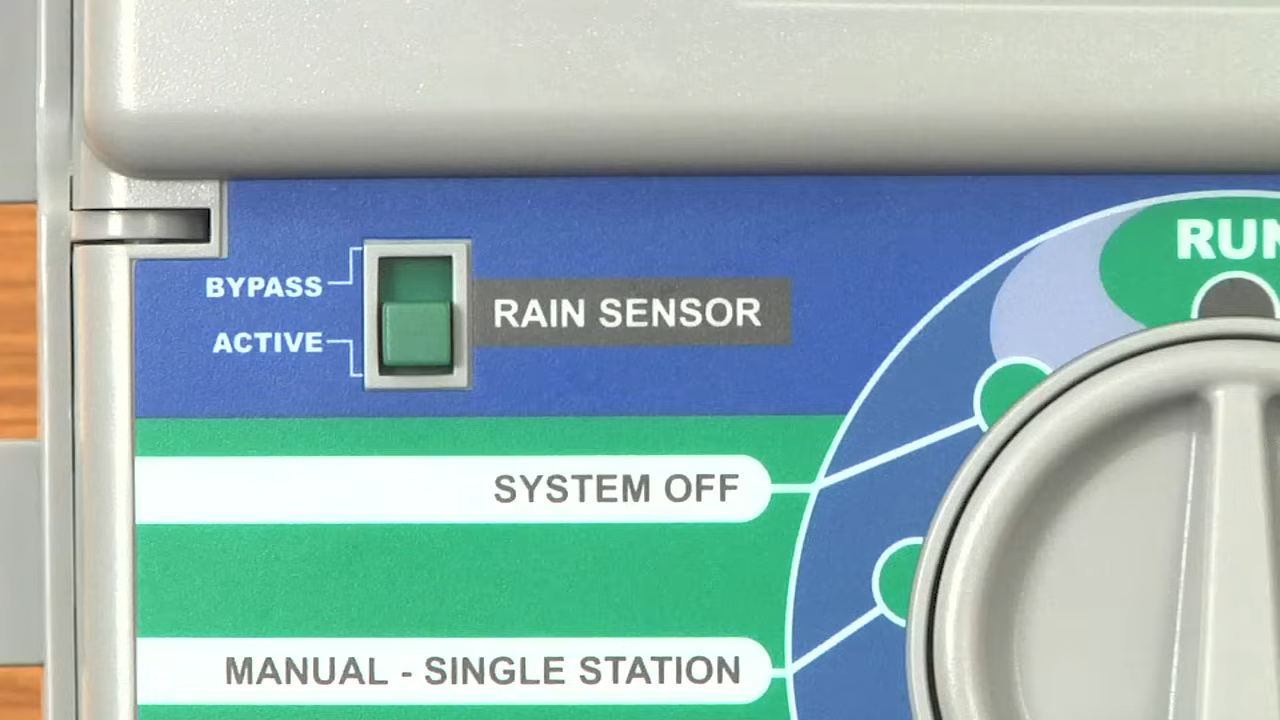 BYPASS
ACTIVE
RAIN SENSOR
RUN
SYSTEM OFF
MANUAL - SINGLE STATION